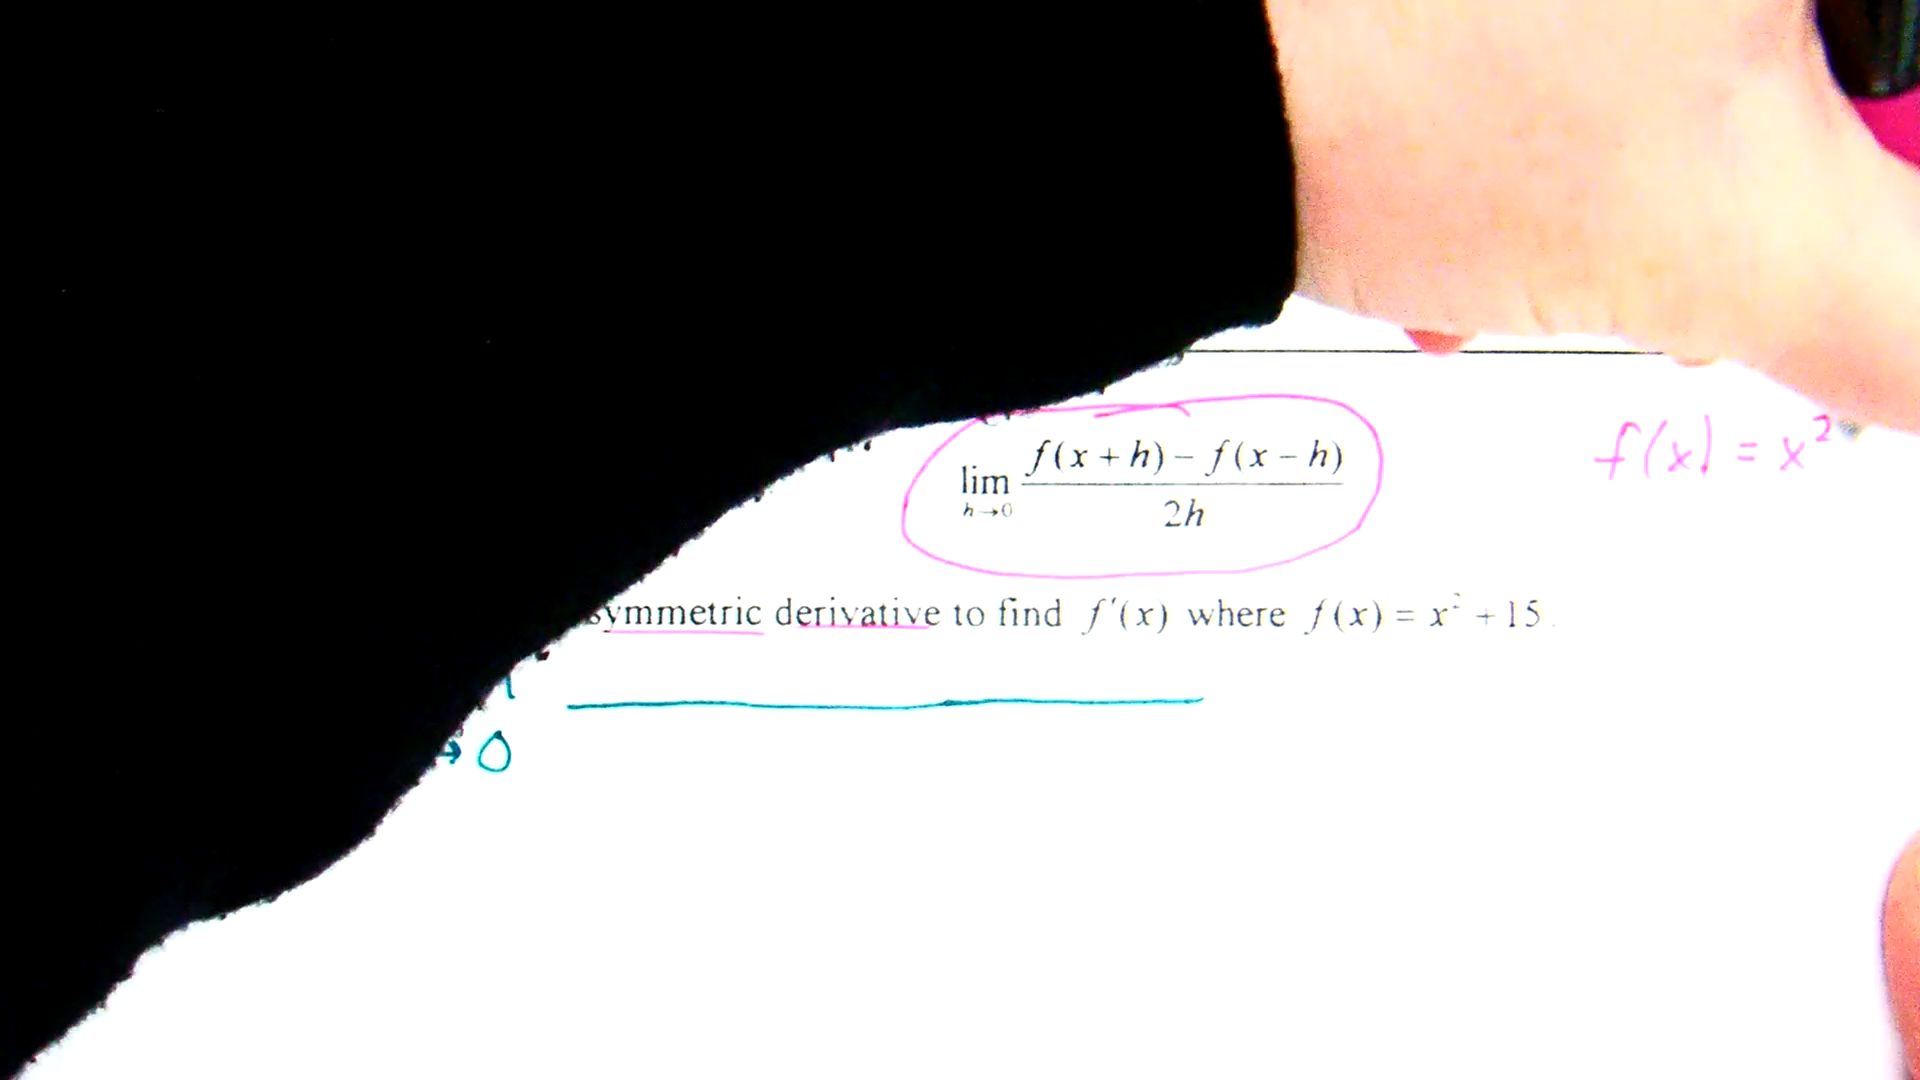 lim h→0 f(x + h) – f(x – h) / 2h
f(x) = x²
symmetric derivative to find f′(x) where f(x) = x² + 15.
→ 0